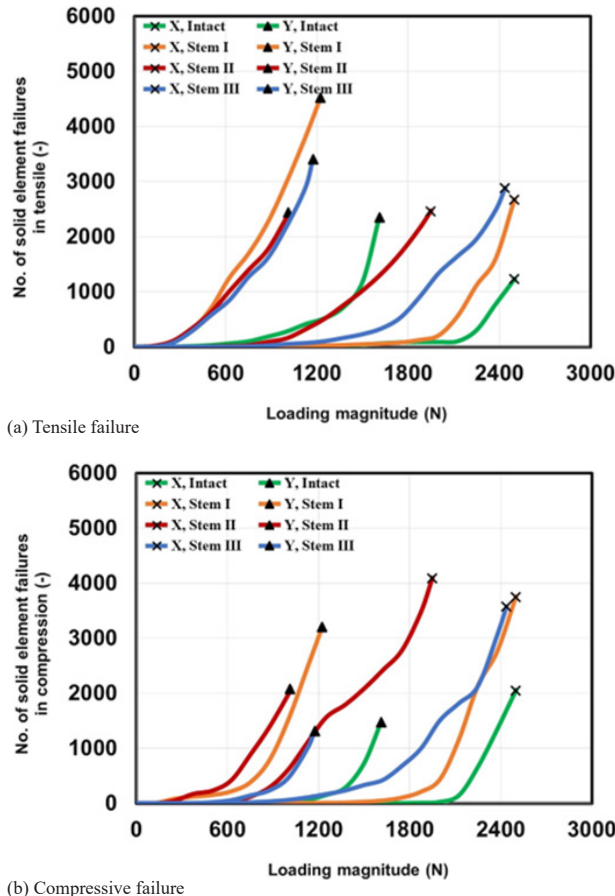 6000
5000
4000
3000
2000
1000
0
No. of solid element failures
in tensile (-)
X, Intact Y, Intact
X, Stem I Y, Stem I
X, Stem II Y, Stem II
X, Stem III Y, Stem III
0 600 1200 1800 2400 3000
Loading magnitude (N)
(a) Tensile failure
6000
5000
4000
3000
2000
1000
0
No. of solid element failures
in compression (-)
X, Intact Y, Intact
X, Stem I Y, Stem I
X, Stem II Y, Stem II
X, Stem III Y, Stem III
0 600 1200 1800 2400 3000
Loading magnitude (N)
(b) Compressive failure